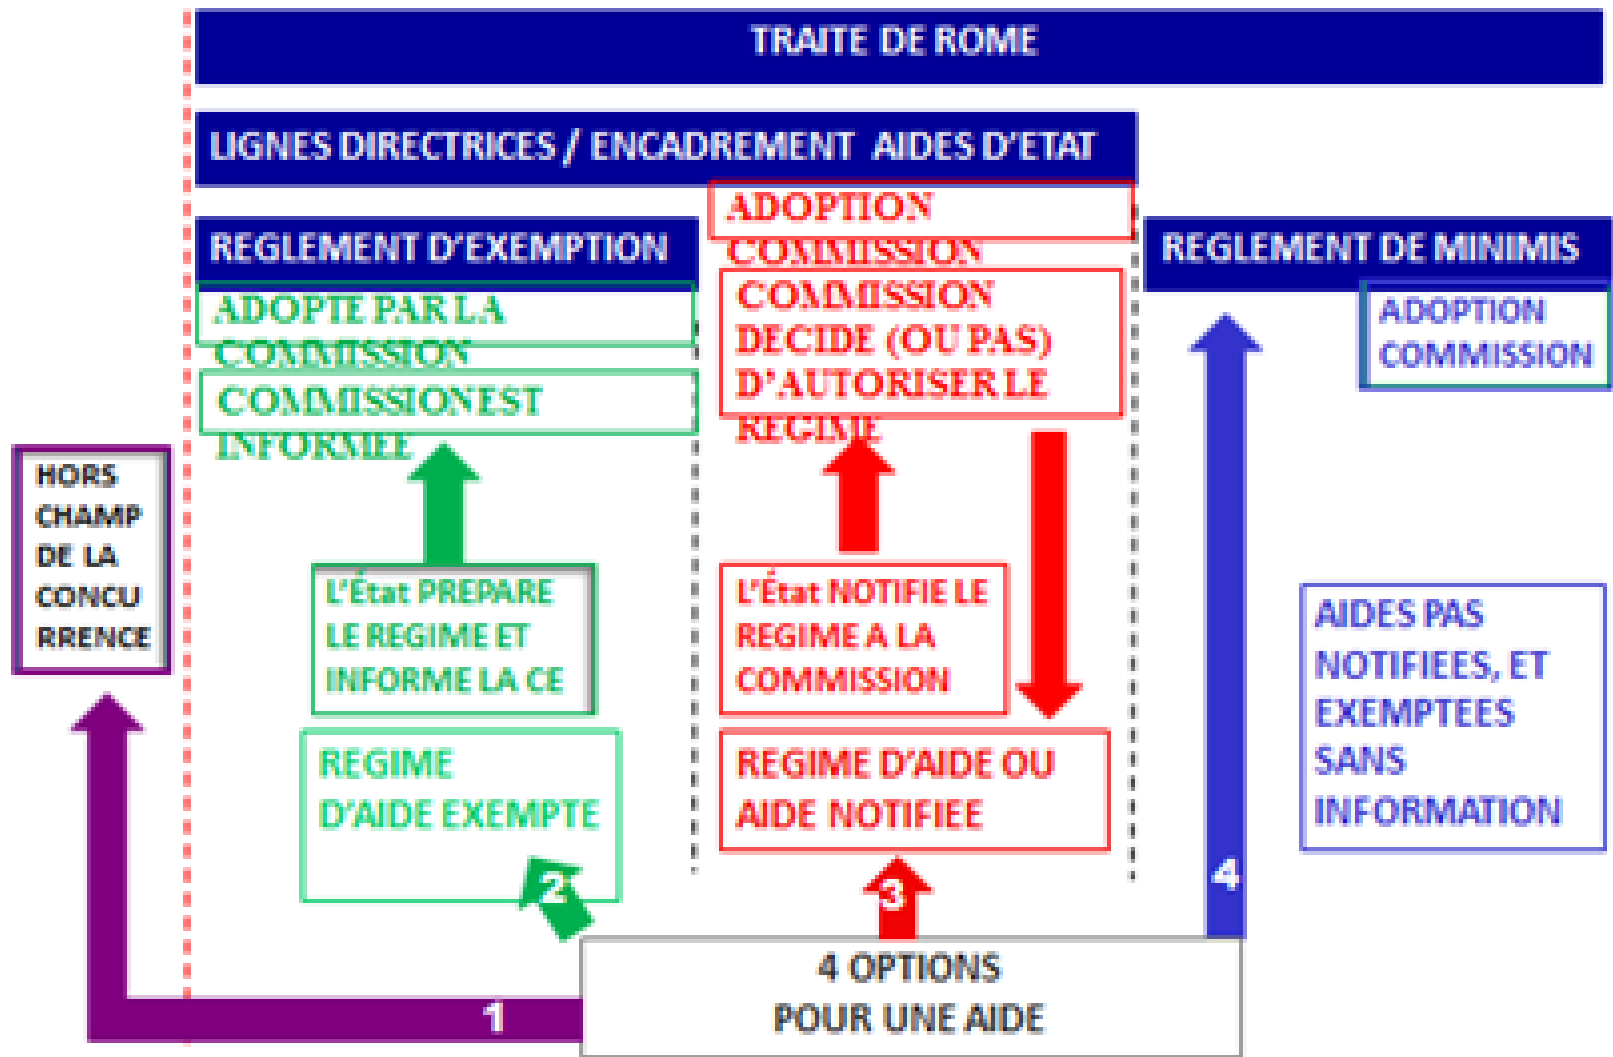 TRAITE DE ROME
LIGNES DIRECTRICES / ENCADREMENT AIDES D'ETAT
REGLEMENT D'EXEMPTION
ADOPTE PAR LA
COMMISSION
COMMISSION EST
INFORMEE
ADOPTION
COMMISSION
COMMISSION
DECIDE (OU PAS)
D'AUTORISER LE
REGIME
REGLEMENT DE MINIMIS
ADOPTION
COMMISSION
HORS
CHAMP
DE LA
CONCU
RRENCE
L'État PREPARE
LE REGIME ET
INFORME LA CE
L'État NOTIFIE LE
REGIME A LA
COMMISSION
AIDES PAS
NOTIFIEES, ET
EXEMPTEES
SANS
INFORMATION
REGIME
D'AIDE EXEMPTE
REGIME D'AIDE OU
AIDE NOTIFIEE
2
3
4
4 OPTIONS
POUR UNE AIDE
1